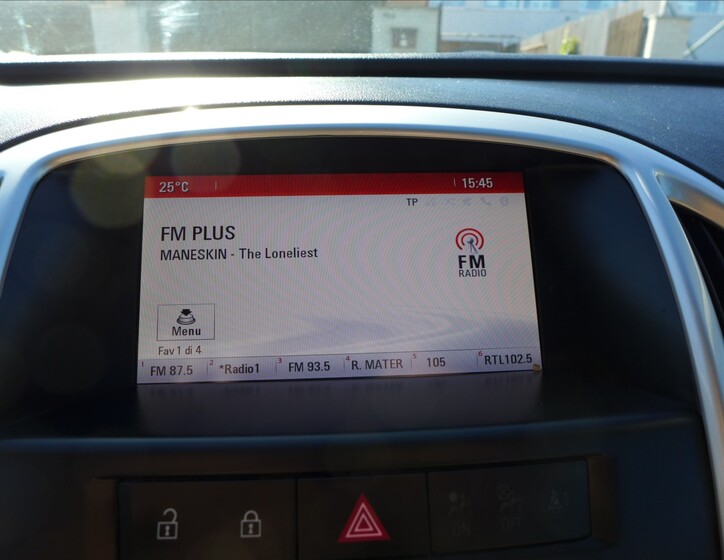 25°C 15:45
TP
FM PLUS
MANESKIN - The Loneliest
FM
RADIO
Menu
Fav 1 di 4
1 FM 87.5 2 *Radio1 3 FM 93.5 4 R. MATER 5 105 6 RTL102.5